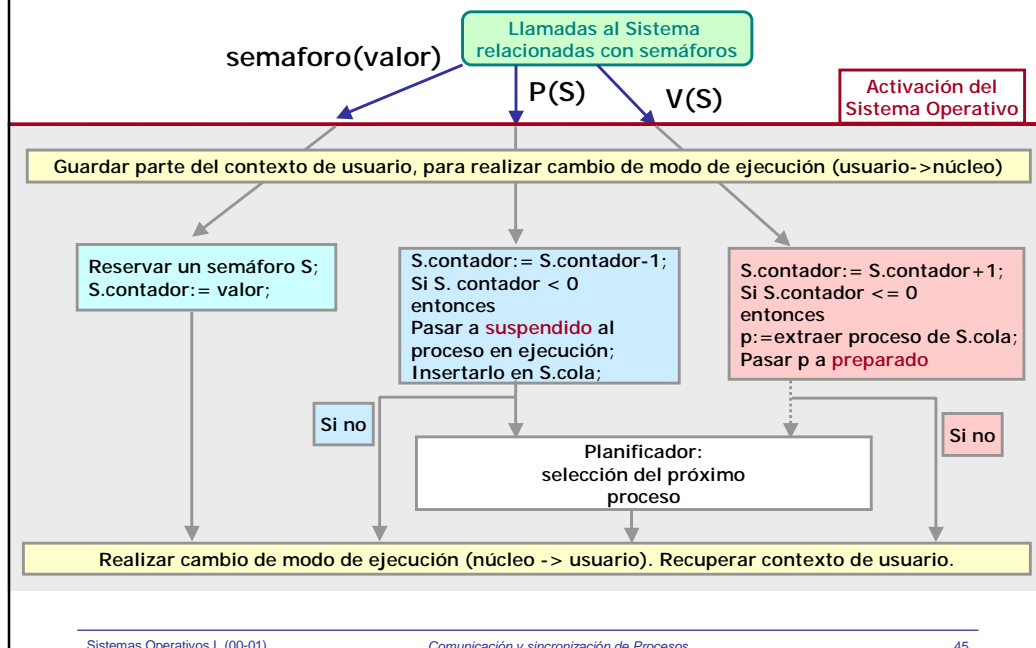 Llamadas al Sistema
relacionadas con semáforos
semaforo(valor)
P(S)
V(S)
Activación del
Sistema Operativo
Guardar parte del contexto de usuario, para realizar cambio de modo de ejecución (usuario->núcleo)
Reservar un semáforo S;
S.contador:= valor;
S.contador:= S.contador-1;
Si S. contador < 0
entonces
Pasar a suspendido al
proceso en ejecución;
Insertarlo en S.cola;
S.contador:= S.contador+1;
Si S.contador <= 0
entonces
p:=extraer proceso de S.cola;
Pasar p a preparado
Si no
Si no
Planificador:
selección del próximo
proceso
Realizar cambio de modo de ejecución (núcleo -> usuario). Recuperar contexto de usuario.
Sistemas Operativos I (00-01)
Comunicación y sincronización de Procesos
45